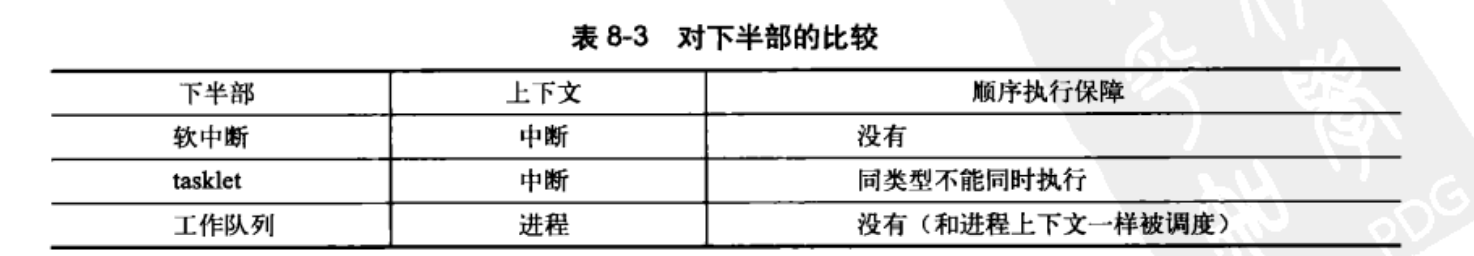 表 8-3 对下半部的比较
下半部 上下文 顺序执行保障
软中断 中断 没有
tasklet 中断 同类型不能同时执行
工作队列 进程 没有（和进程上下文一样被调度）
PDG